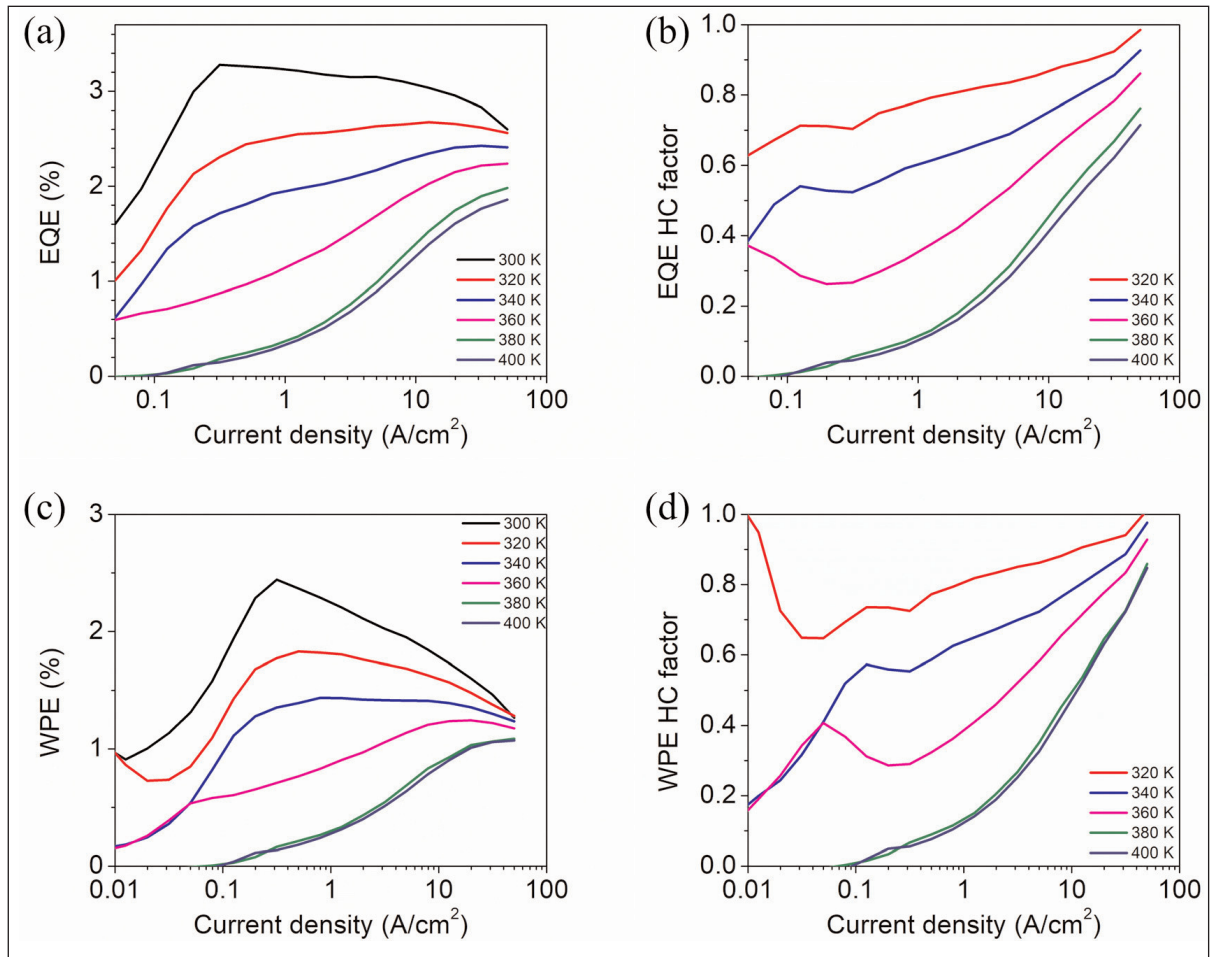 (a)
EQE (%)
3
2
1
0
0.1 1 10 100
Current density (A/cm²)
300 K
320 K
340 K
360 K
380 K
400 K
(b)
EQE HC factor
1.0
0.8
0.6
0.4
0.2
0.0
0.1 1 10 100
Current density (A/cm²)
320 K
340 K
360 K
380 K
400 K
(c)
WPE (%)
3
2
1
0
0.01 0.1 1 10 100
Current density (A/cm²)
300 K
320 K
340 K
360 K
380 K
400 K
(d)
WPE HC factor
1.0
0.8
0.6
0.4
0.2
0.0
0.01 0.1 1 10 100
Current density (A/cm²)
320 K
340 K
360 K
380 K
400 K